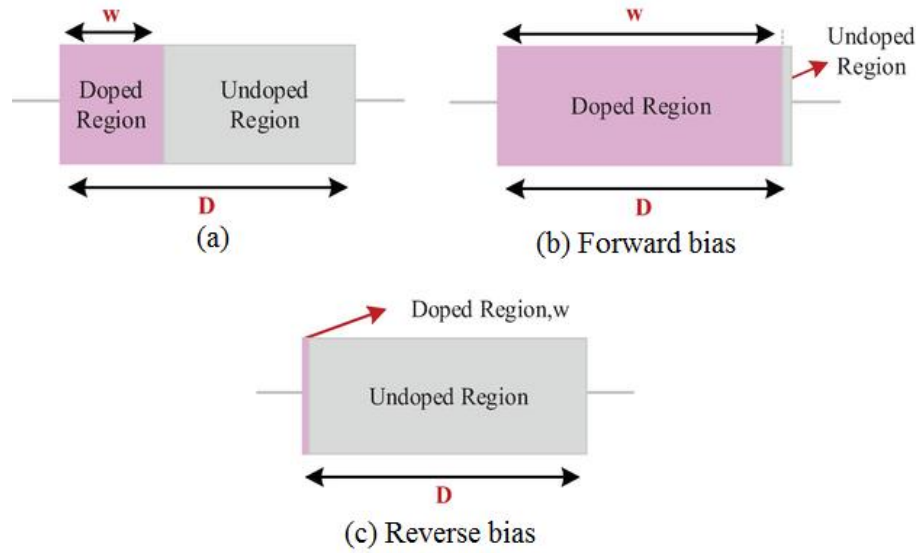 w
Doped
Region
Undoped
Region
D
(a)
w
Undoped
Region
Doped Region
D
(b) Forward bias
Doped Region,w
Undoped Region
D
(c) Reverse bias